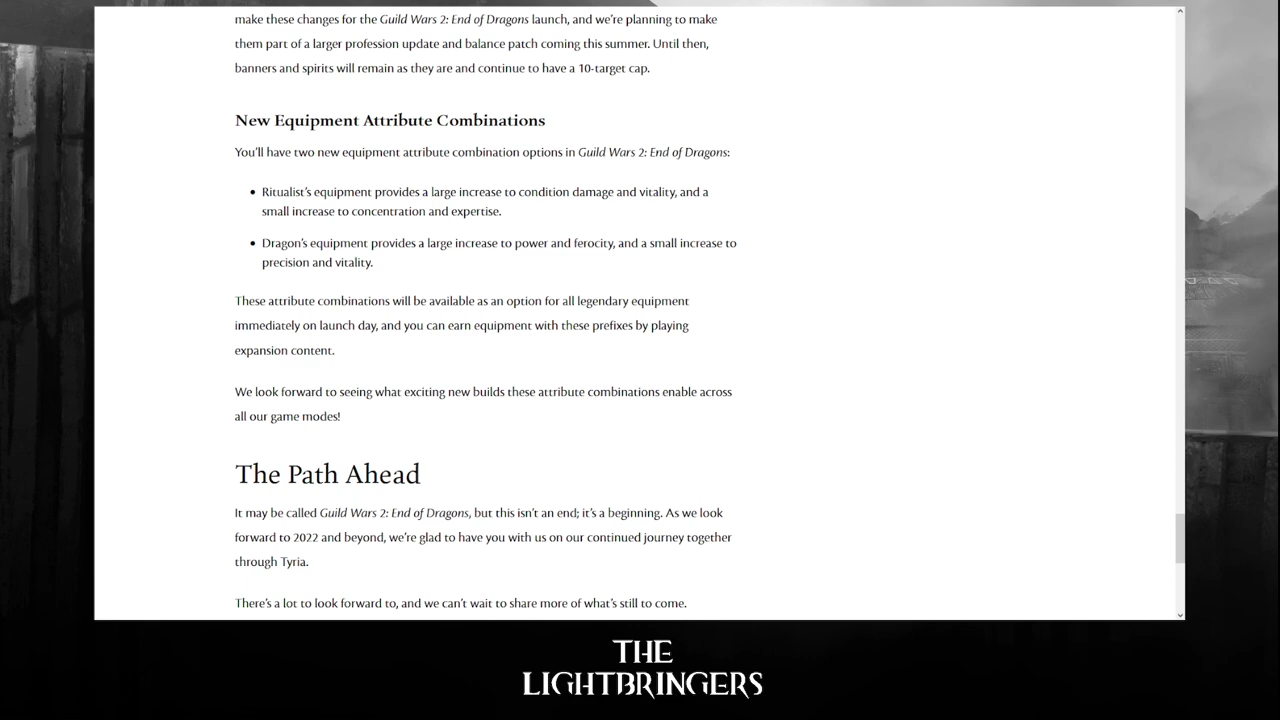 make these changes for the Guild Wars 2: End of Dragons launch, and we're planning to make
them part of a larger profession update and balance patch coming this summer. Until then,
banners and spirits will remain as they are and continue to have a 10-target cap.
New Equipment Attribute Combinations
You'll have two new equipment attribute combination options in Guild Wars 2: End of Dragons:
• Ritualist's equipment provides a large increase to condition damage and vitality, and a
small increase to concentration and expertise.
• Dragon's equipment provides a large increase to power and ferocity, and a small increase to
precision and vitality.
These attribute combinations will be available as an option for all legendary equipment
immediately on launch day, and you can earn equipment with these prefixes by playing
expansion content.
We look forward to seeing what exciting new builds these attribute combinations enable across
all our game modes!
The Path Ahead
It may be called Guild Wars 2: End of Dragons, but this isn't an end; it's a beginning. As we look
forward to 2022 and beyond, we're glad to have you with us on our continued journey together
through Tyria.
There's a lot to look forward to, and we can't wait to share more of what's still to come.
THE
LIGHTBRINGERS